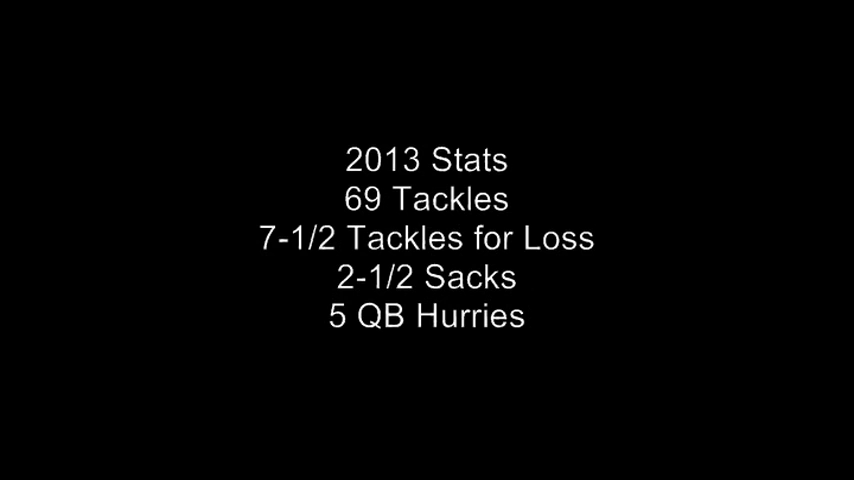 2013 Stats
69 Tackles
7-1/2 Tackles for Loss
2-1/2 Sacks
5 QB Hurries